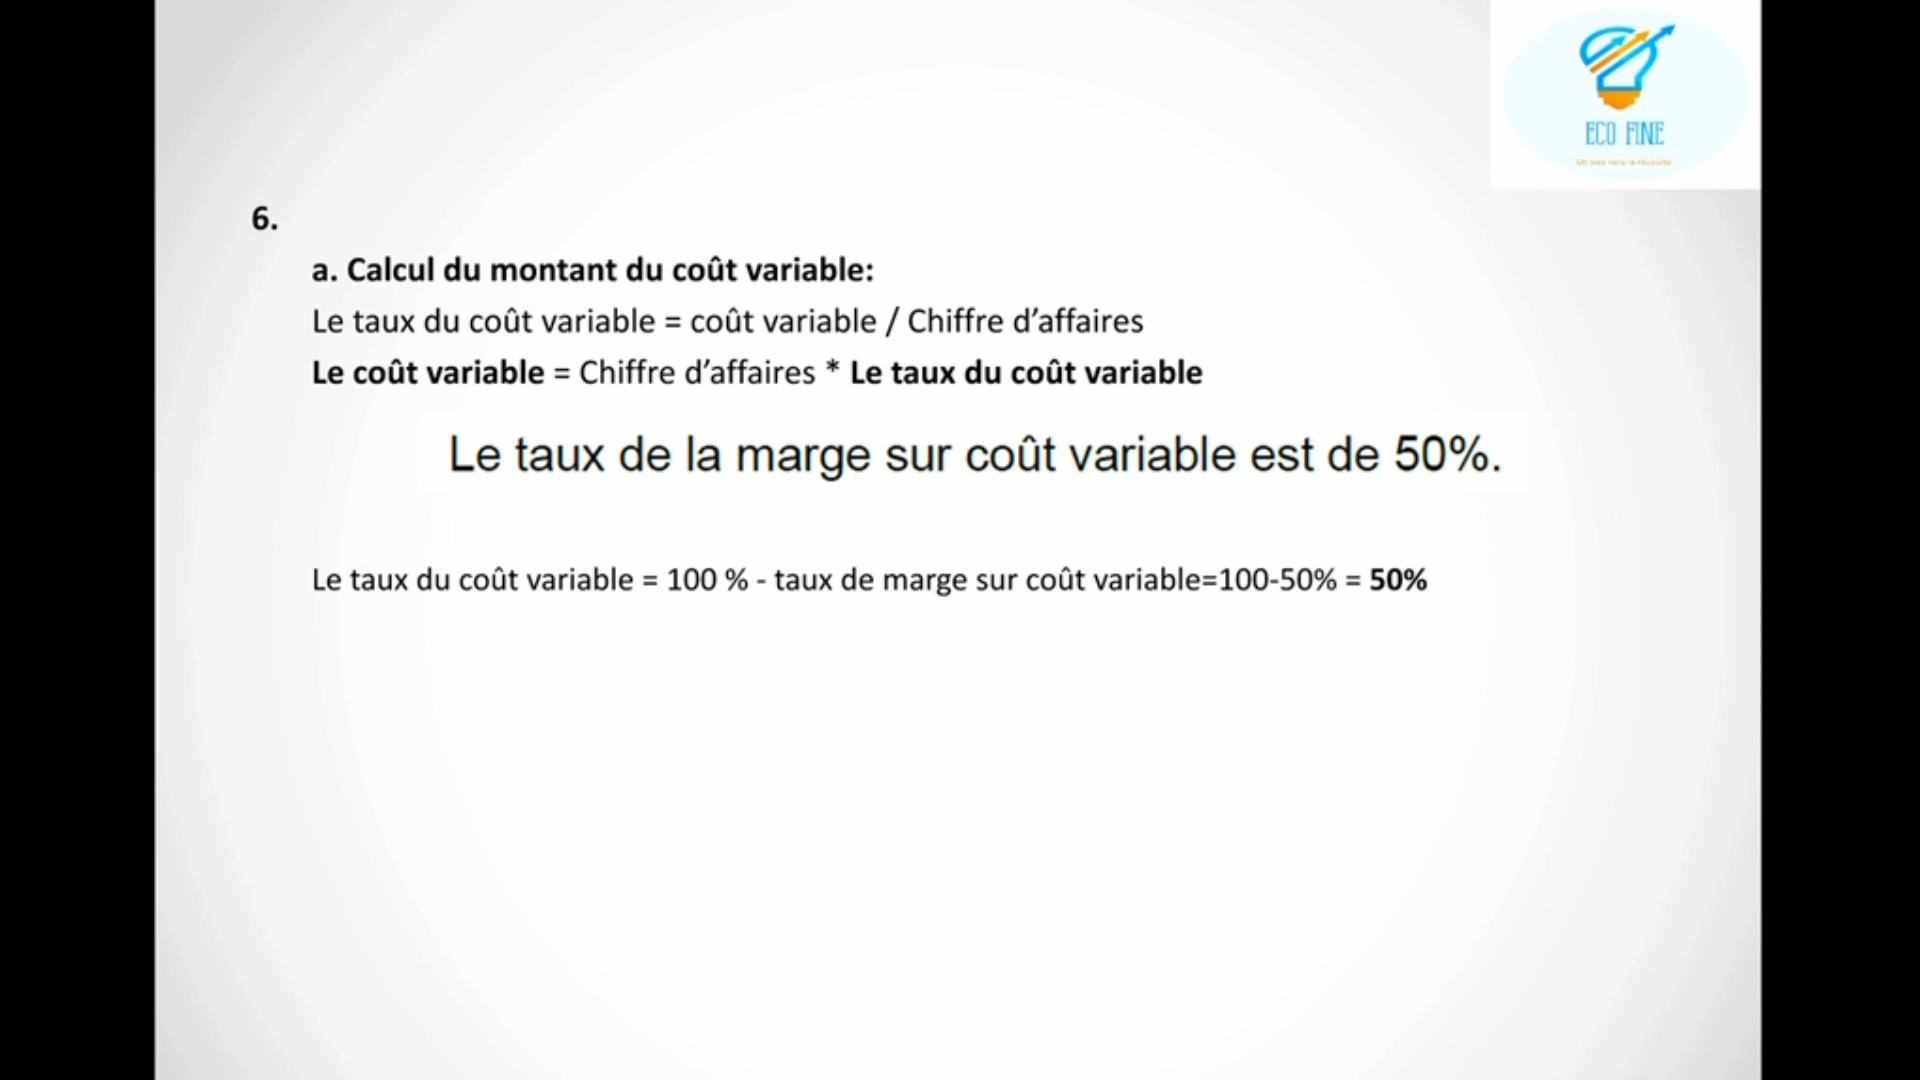 ECO FINE
6.
a. Calcul du montant du coût variable:
Le taux du coût variable = coût variable / Chiffre d’affaires
Le coût variable = Chiffre d’affaires * Le taux du coût variable
Le taux de la marge sur coût variable est de 50%.
Le taux du coût variable = 100 % - taux de marge sur coût variable=100-50% = 50%